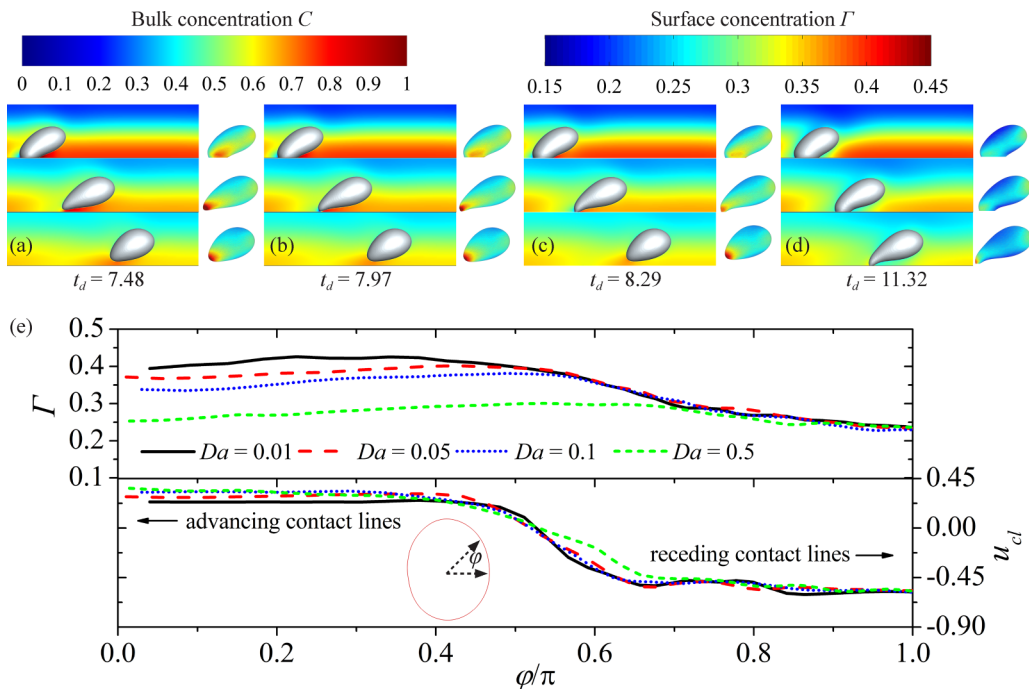 Bulk concentration C
Surface concentration Γ
0 0.1 0.2 0.3 0.4 0.5 0.6 0.7 0.8 0.9 1
0.15 0.2 0.25 0.3 0.35 0.4 0.45
(a) (b) (c) (d)
t_d = 7.48 t_d = 7.97 t_d = 8.29 t_d = 11.32
(e)
0.5
0.4
0.3
0.2
0.1
Γ
Da = 0.01 Da = 0.05 Da = 0.1 Da = 0.5
0.45
0.00
-0.45
-0.90
u_cl
advancing contact lines
receding contact lines
φ
0.0 0.2 0.4 0.6 0.8 1.0
φ/π